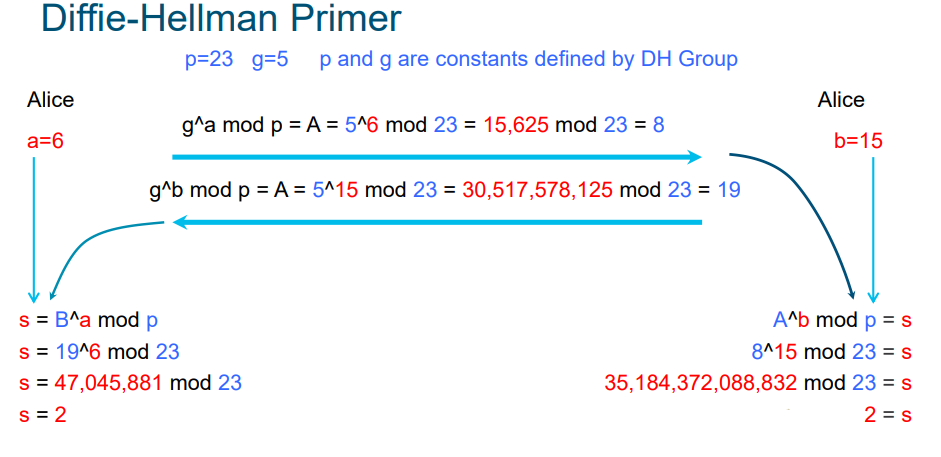 Diffie-Hellman Primer
p=23 g=5 p and g are constants defined by DH Group
Alice
Alice
a=6
g^a mod p = A = 5^6 mod 23 = 15,625 mod 23 = 8
b=15
g^b mod p = A = 5^15 mod 23 = 30,517,578,125 mod 23 = 19
s = B^a mod p
s = 19^6 mod 23
s = 47,045,881 mod 23
s = 2
A^b mod p = s
8^15 mod 23 = s
35,184,372,088,832 mod 23 = s
2 = s